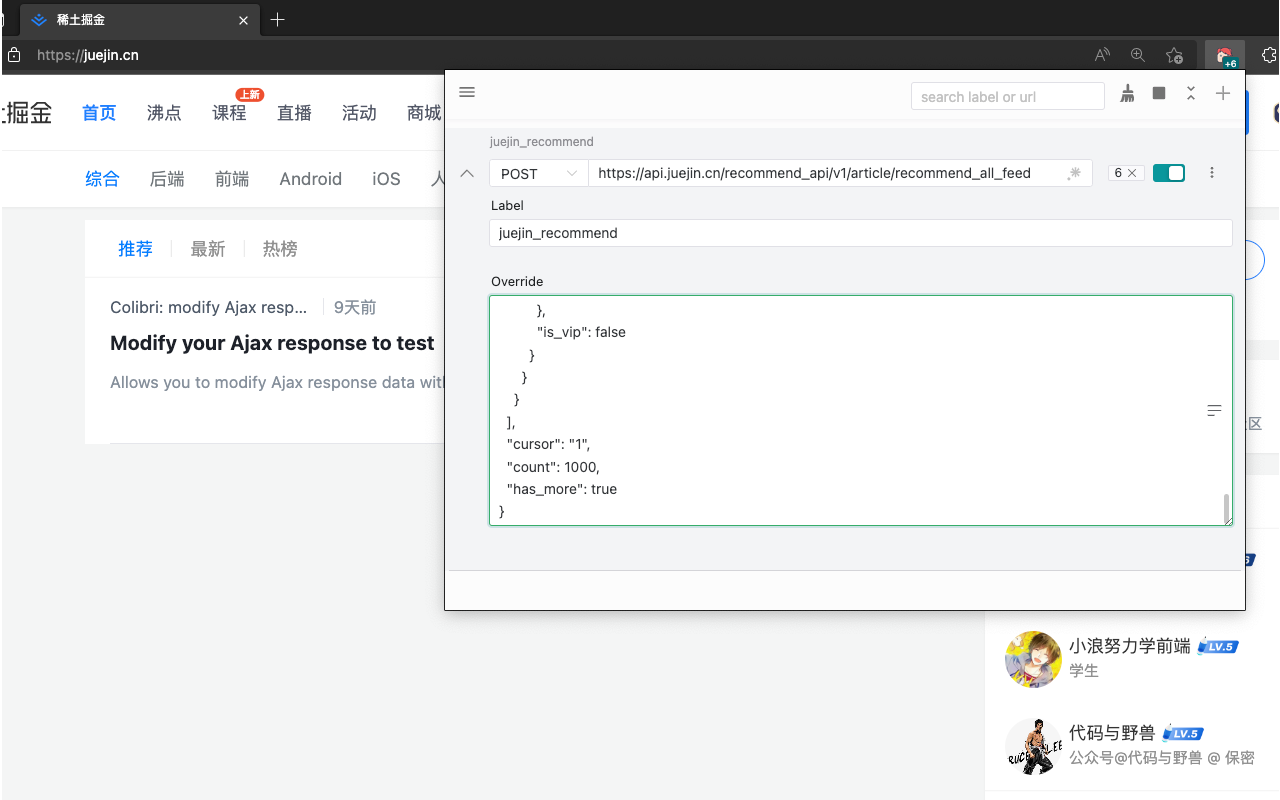 稀土掘金
https://juejin.cn
+6
掘金
首页
沸点
课程
上新
直播
活动
商城
综合
后端
前端
Android
iOS
人
推荐
最新
热榜
Colibri: modify Ajax resp...
9天前
Modify your Ajax response to test
Allows you to modify Ajax response data with
search label or url
juejin_recommend
POST
https://api.juejin.cn/recommend_api/v1/article/recommend_all_feed
.*
6
Label
juejin_recommend
Override
},
"is_vip": false
}
}
}
],
"cursor": "1",
"count": 1000,
"has_more": true
}
区
小浪努力学前端
LV.5
学生
代码与野兽
LV.5
公众号@代码与野兽 @ 保密